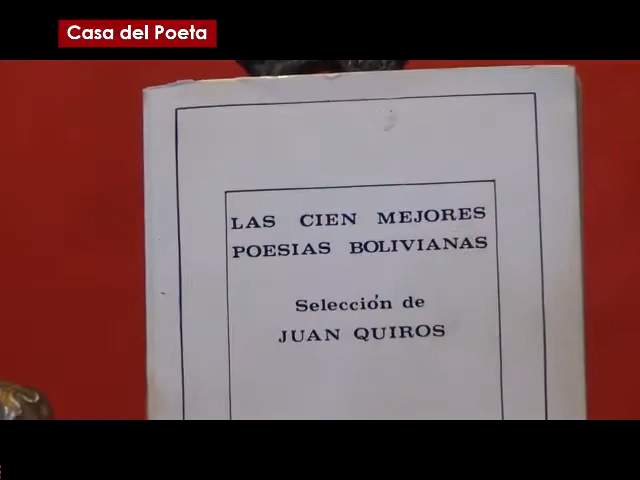 Casa del Poeta
LAS CIEN MEJORES
POESIAS BOLIVIANAS
Selección de
JUAN QUIROS